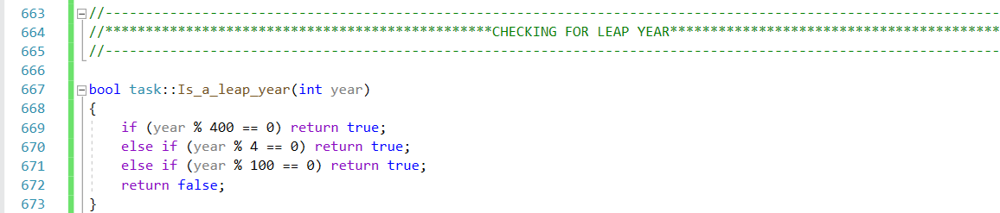 663 //---------------------------------------------------------------------------------------------------------------
664 //************************************************CHECKING FOR LEAP YEAR*****************************************
665 //---------------------------------------------------------------------------------------------------------------
666
667 bool task::Is_a_leap_year(int year)
668 {
669 if (year % 400 == 0) return true;
670 else if (year % 4 == 0) return true;
671 else if (year % 100 == 0) return true;
672 return false;
673 }